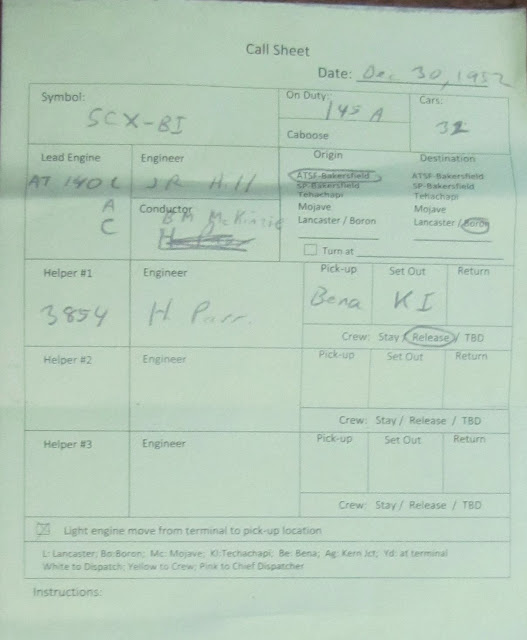 Call Sheet
Date: Dec 30, 1952
Symbol:
SCX-BI
On Duty:
145 A
Cars:
32
Caboose
Lead Engine
AT 140 L
A
C
Engineer
JR Hill
Conductor
BA McKinzie
Origin
ATSF-Bakersfield
SP-Bakersfield
Tehachapi
Mojave
Lancaster / Boron
Destination
ATSF-Bakersfield
SP-Bakersfield
Tehachapi
Mojave
Lancaster / Boron
Turn at
Helper #1
3854
Engineer
H. Parr
Pick-up
Bena
Set Out
KI
Return
Crew: Stay / Release / TBD
Helper #2
Engineer
Pick-up
Set Out
Return
Crew: Stay / Release / TBD
Helper #3
Engineer
Pick-up
Set Out
Return
Crew: Stay / Release / TBD
Light engine move from terminal to pick-up location
L: Lancaster; Bo:Boron; Mc: Mojave; KI:Techachapi; Be: Bena; Ag: Kern Jct; Yd: at terminal
White to Dispatch; Yellow to Crew; Pink to Chief Dispatcher
Instructions: